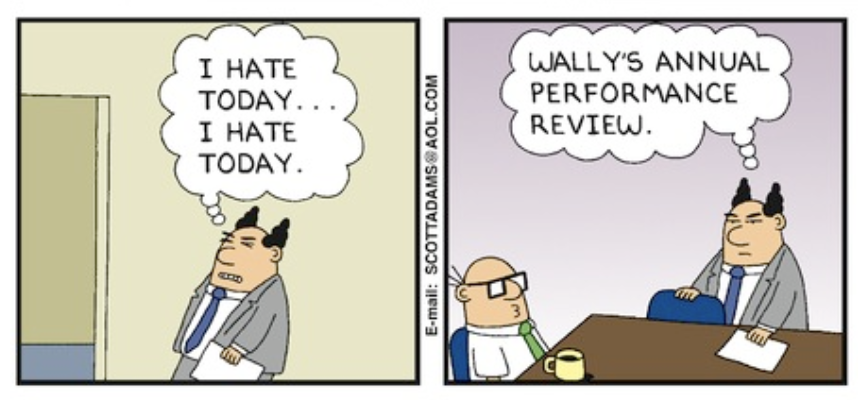 I HATE
TODAY...
I HATE
TODAY.
E-mail: SCOTTADAMS@AOL.COM
WALLY'S ANNUAL
PERFORMANCE
REVIEW.